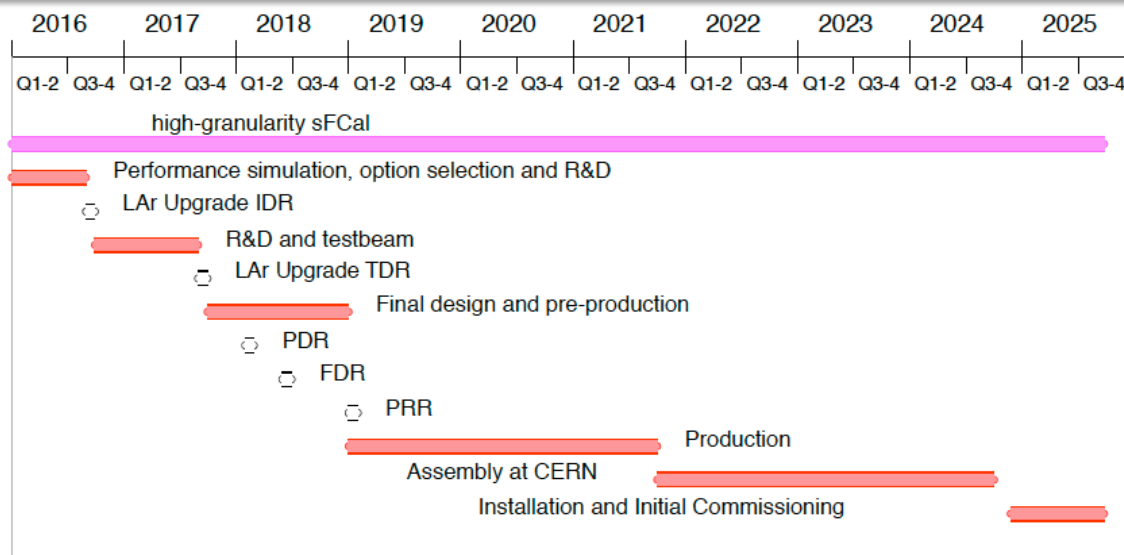 2016 2017 2018 2019 2020 2021 2022 2023 2024 2025
Q1-2 Q3-4 Q1-2 Q3-4 Q1-2 Q3-4 Q1-2 Q3-4 Q1-2 Q3-4 Q1-2 Q3-4 Q1-2 Q3-4 Q1-2 Q3-4 Q1-2 Q3-4 Q1-2 Q3-4
high-granularity sFCal
Performance simulation, option selection and R&D
LAr Upgrade IDR
R&D and testbeam
LAr Upgrade TDR
Final design and pre-production
PDR
FDR
PRR
Production
Assembly at CERN
Installation and Initial Commissioning